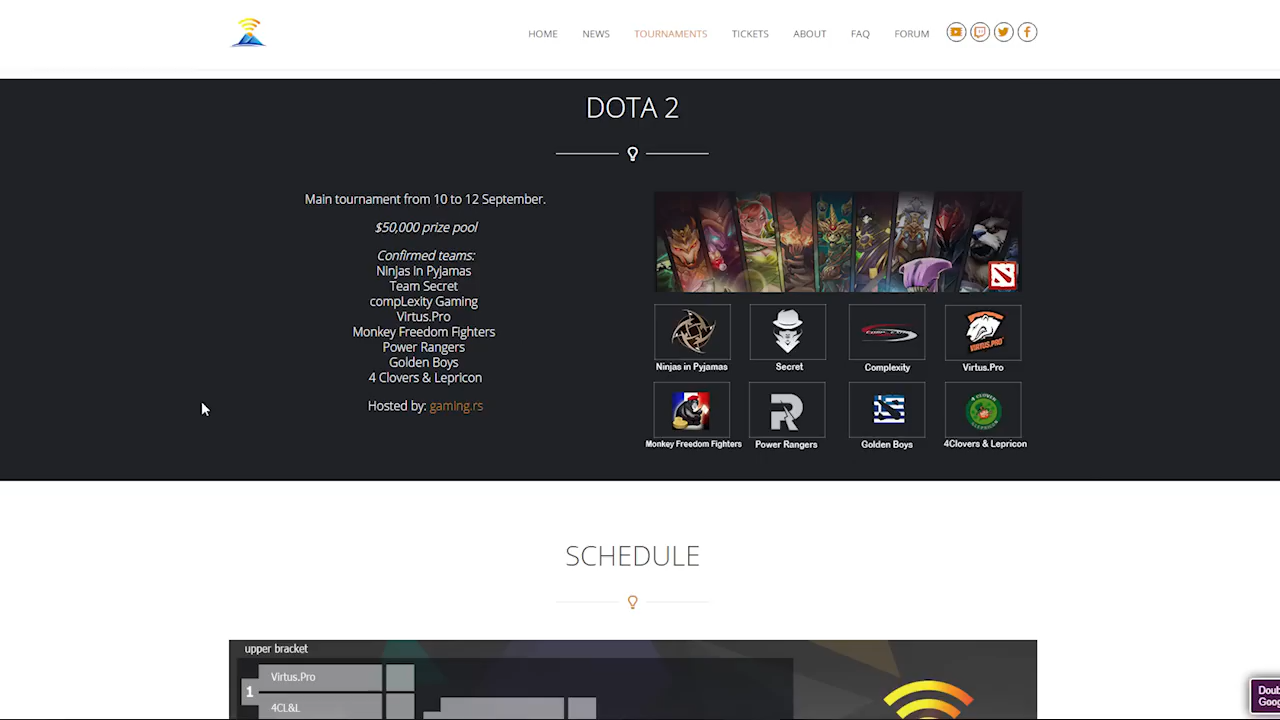 HOME NEWS TOURNAMENTS TICKETS ABOUT FAQ FORUM
DOTA 2
Main tournament from 10 to 12 September.
$50,000 prize pool
Confirmed teams:
Ninjas in Pyjamas
Team Secret
compLexity Gaming
Virtus.Pro
Monkey Freedom Fighters
Power Rangers
Golden Boys
4 Clovers & Lepricon
Hosted by: gaming.rs
COMPLEXITY
VIRTUS.PRO
Ninjas in Pyjamas Secret Complexity Virtus.Pro
Monkey Freedom Fighters Power Rangers Golden Boys 4Clovers & Lepricon
SCHEDULE
upper bracket
1
Virtus.Pro
4CL&L